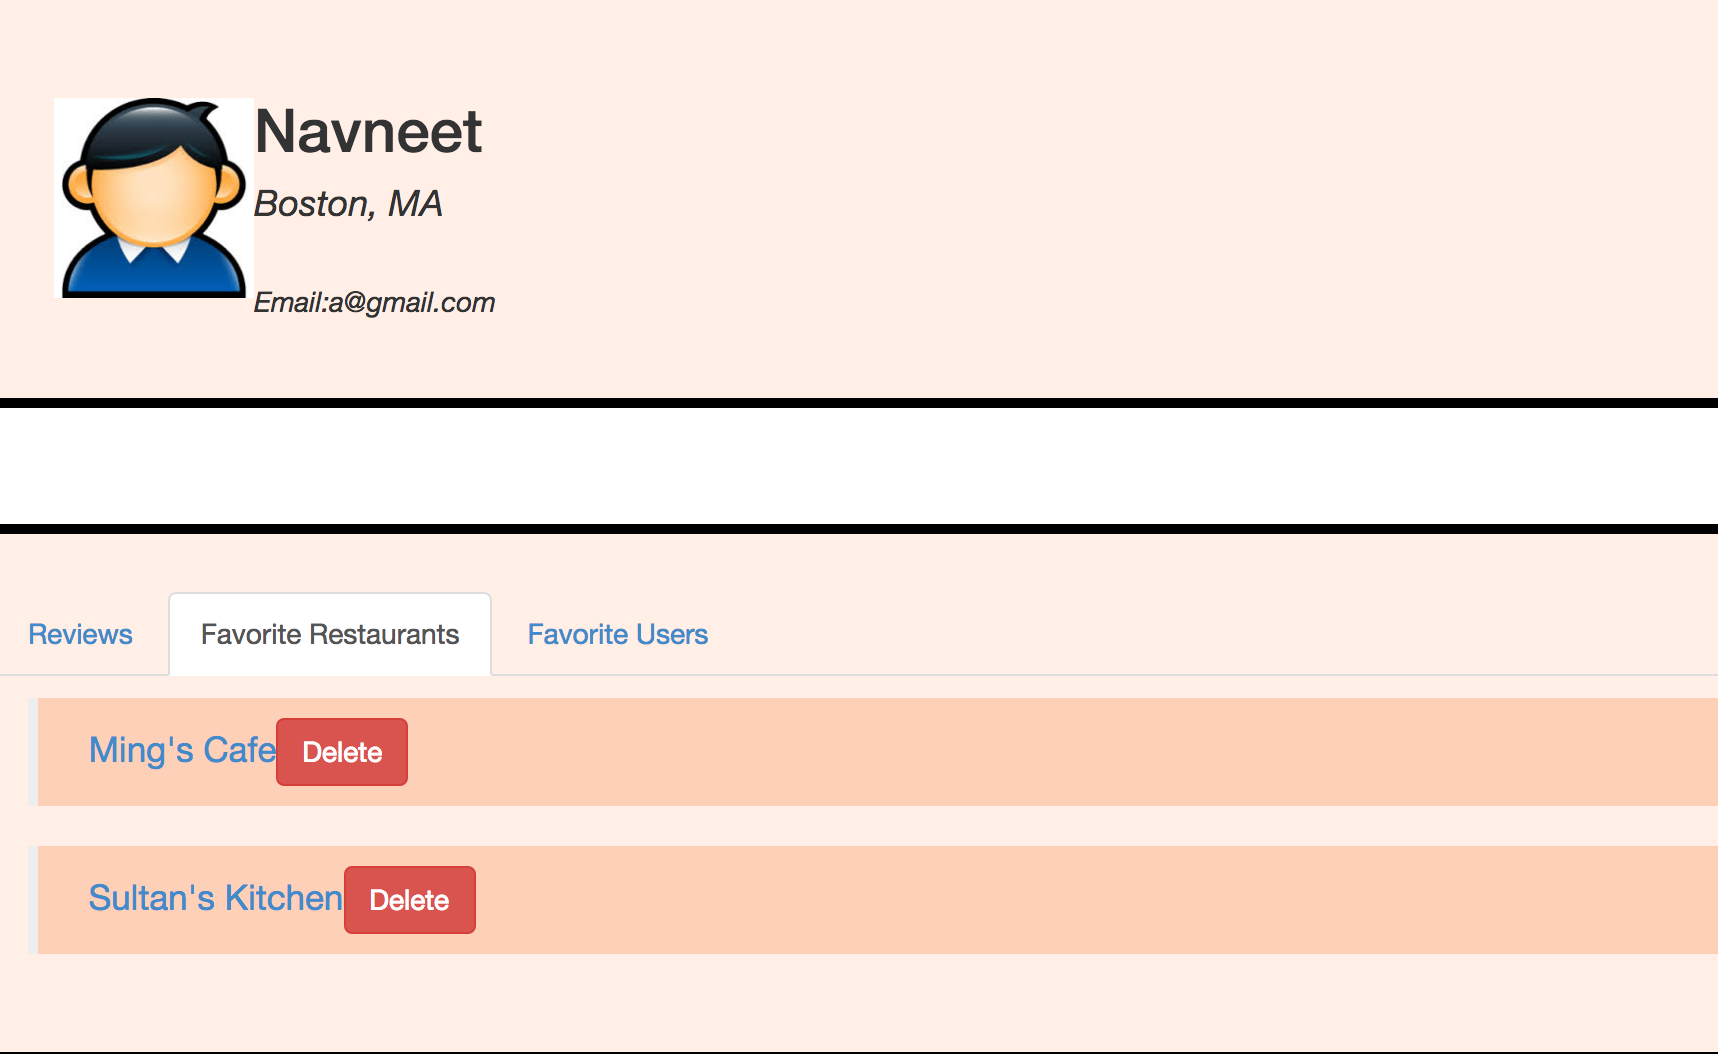 Navneet
Boston, MA
Email:a@gmail.com
Reviews Favorite Restaurants Favorite Users
Ming's Cafe Delete
Sultan's Kitchen Delete